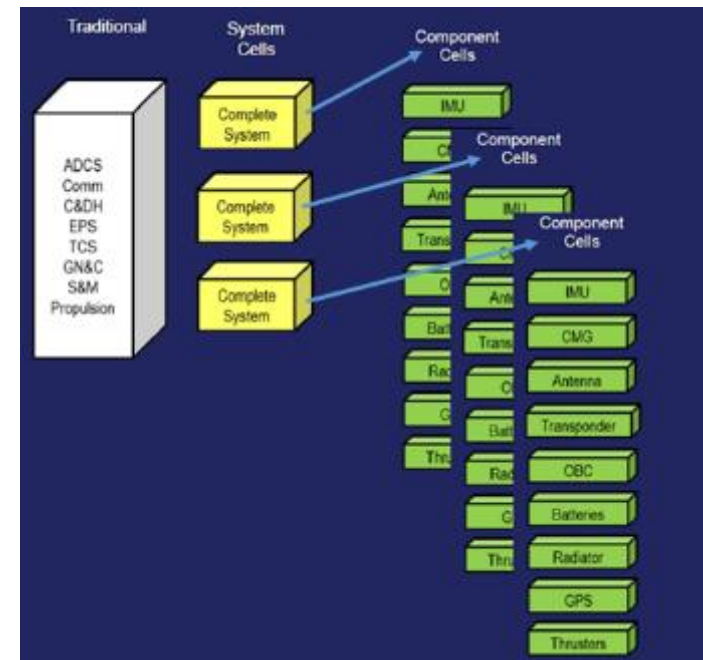 Traditional
System
Cells
Component
Cells
ADCS
Comm
C&DH
EPS
TCS
GN&C
S&M
Propulsion
Complete
System
Complete
System
Complete
System
IMU
Component
Cells
IMU
Component
Cells
IMU
CMG
Antenna
Transponder
OBC
Batteries
Radiator
GPS
Thrusters